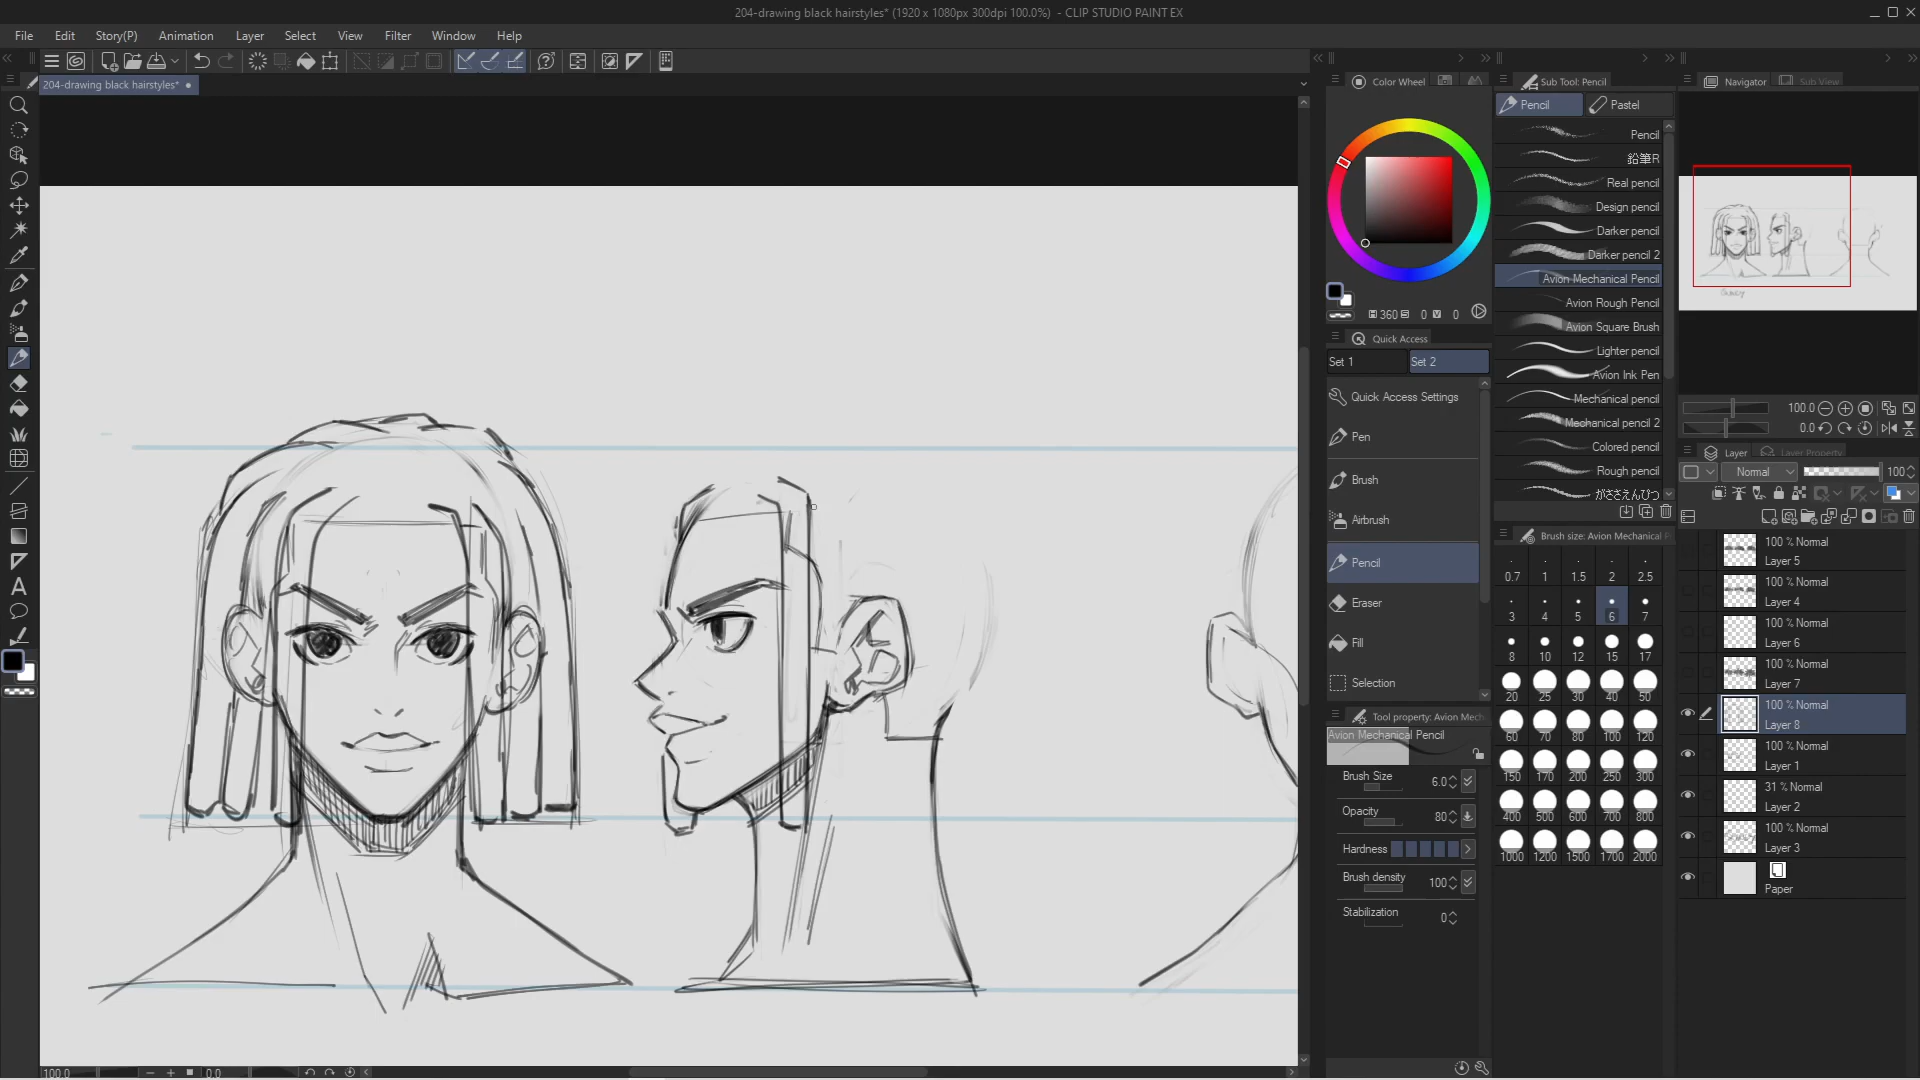 204-drawing black hairstyles* (1920 x 1080px 300dpi 100.0%) - CLIP STUDIO PAINT EX
File Edit Story(P) Animation Layer Select View Filter Window Help
204-drawing black hairstyles*
Color Wheel
360 0 0
Quick Access
Set 1 Set 2
Quick Access Settings
Pen
Brush
Airbrush
Pencil
Eraser
Fill
Selection
Tool property: Avion Mech
Avion Mechanical Pencil
Brush Size 6.0
Opacity 80
Hardness
Brush density 100
Stabilization 0
Sub Tool: Pencil
Pencil Pastel
Pencil
鉛筆R
Real pencil
Design pencil
Darker pencil
Darker pencil 2
Avion Mechanical Pencil
Avion Rough Pencil
Avion Square Brush
Lighter pencil
Avion Ink Pen
Mechanical pencil
Mechanical pencil 2
Colored pencil
Rough pencil
がさがさえんぴつ
Brush size: Avion Mechanical P
0.7 1 1.5 2 2.5
3 4 5 6 7
8 10 12 15 17
20 25 30 40 50
60 70 80 100 120
150 170 200 250 300
400 500 600 700 800
1000 1200 1500 1700 2000
Navigator Sub View
100.0
0.0
Layer Layer Property
Normal 100
100 % Normal
Layer 5
100 % Normal
Layer 4
100 % Normal
Layer 6
100 % Normal
Layer 7
100 % Normal
Layer 8
100 % Normal
Layer 1
31 % Normal
Layer 2
100 % Normal
Layer 3
Paper
100.0 0.0